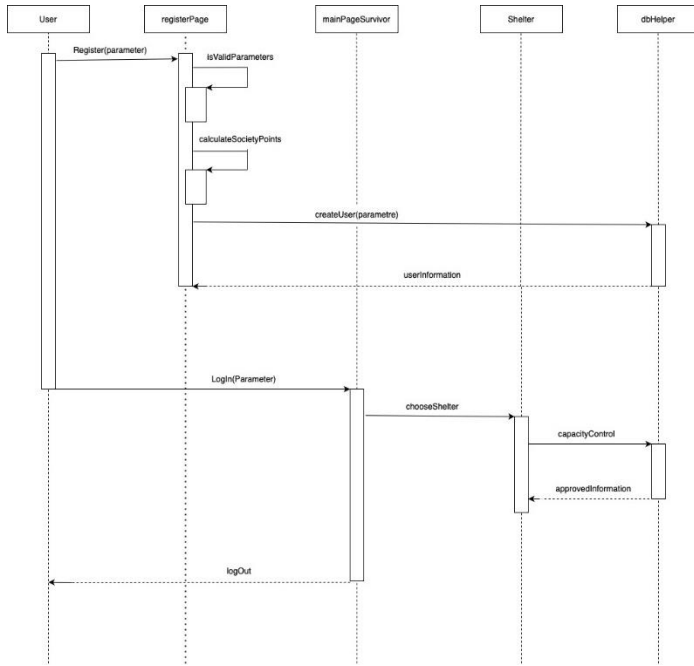 User
registerPage
mainPageSurvivor
Shelter
dbHelper
Register(parameter)
isValidParameters
calculateSocietyPoints
createUser(parametre)
userInformation
LogIn(Parameter)
chooseShelter
capacityControl
approvedInformation
logOut